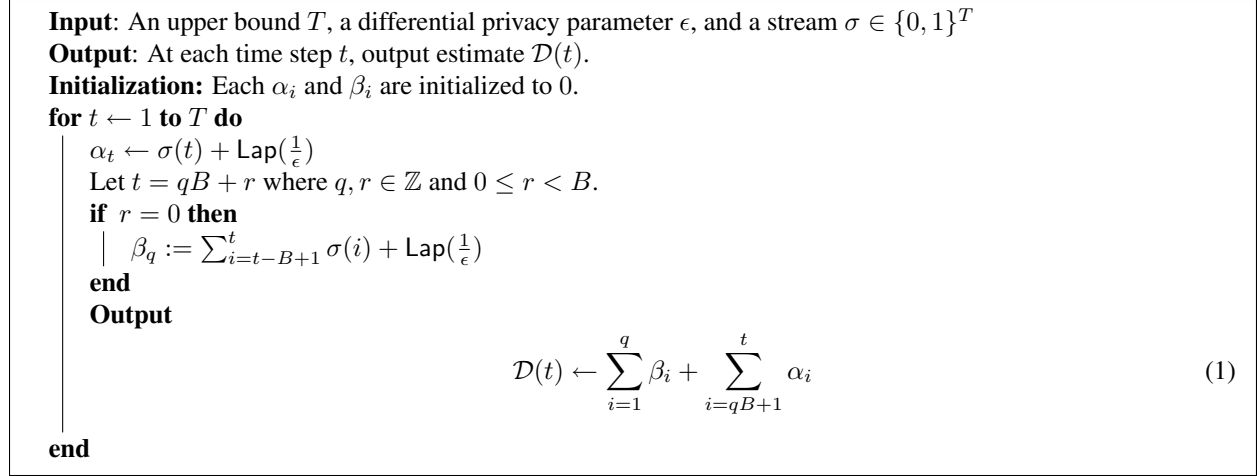 Input: An upper bound T, a differential privacy parameter ϵ, and a stream σ ∈ {0, 1}^T
Output: At each time step t, output estimate 𝒟(t).
Initialization: Each α_i and β_i are initialized to 0.
for t ← 1 to T do
α_t ← σ(t) + Lap(1/ϵ)
Let t = qB + r where q, r ∈ ℤ and 0 ≤ r < B.
if r = 0 then
β_q := ∑_{i=t−B+1}^{t} σ(i) + Lap(1/ϵ)
end
Output
𝒟(t) ← ∑_{i=1}^{q} β_i + ∑_{i=qB+1}^{t} α_i (1)
end